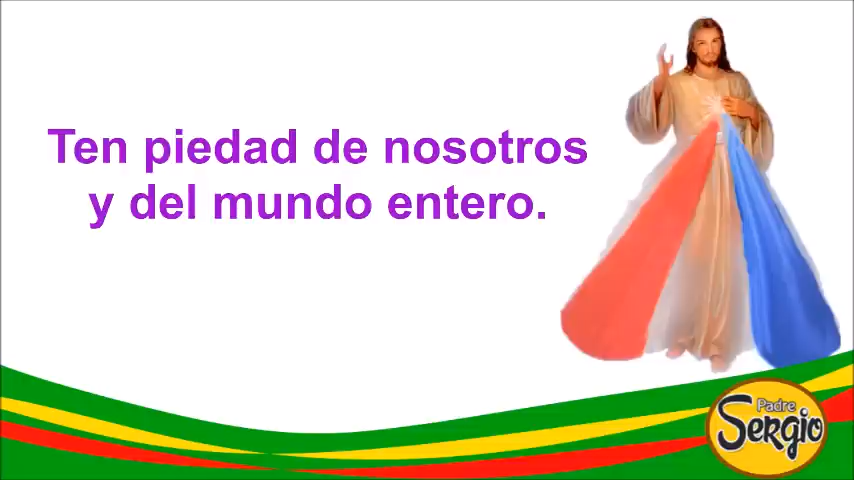 Ten piedad de nosotros
y del mundo entero.
Padre
Sergio